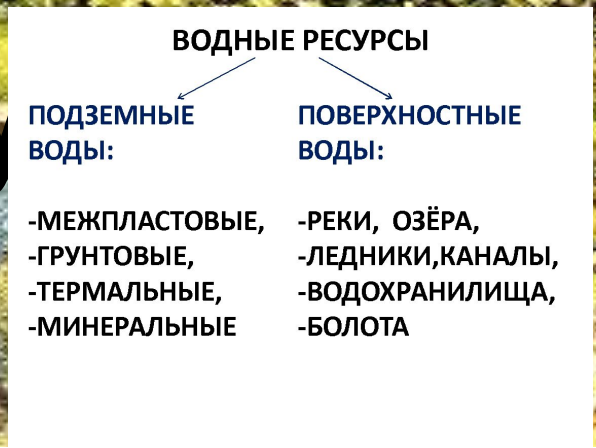 ВОДНЫЕ РЕСУРСЫ
ПОДЗЕМНЫЕ
ВОДЫ:
-МЕЖПЛАСТОВЫЕ,
-ГРУНТОВЫЕ,
-ТЕРМАЛЬНЫЕ,
-МИНЕРАЛЬНЫЕ
ПОВЕРХНОСТНЫЕ
ВОДЫ:
-РЕКИ, ОЗЁРА,
-ЛЕДНИКИ,КАНАЛЫ,
-ВОДОХРАНИЛИЩА,
-БОЛОТА